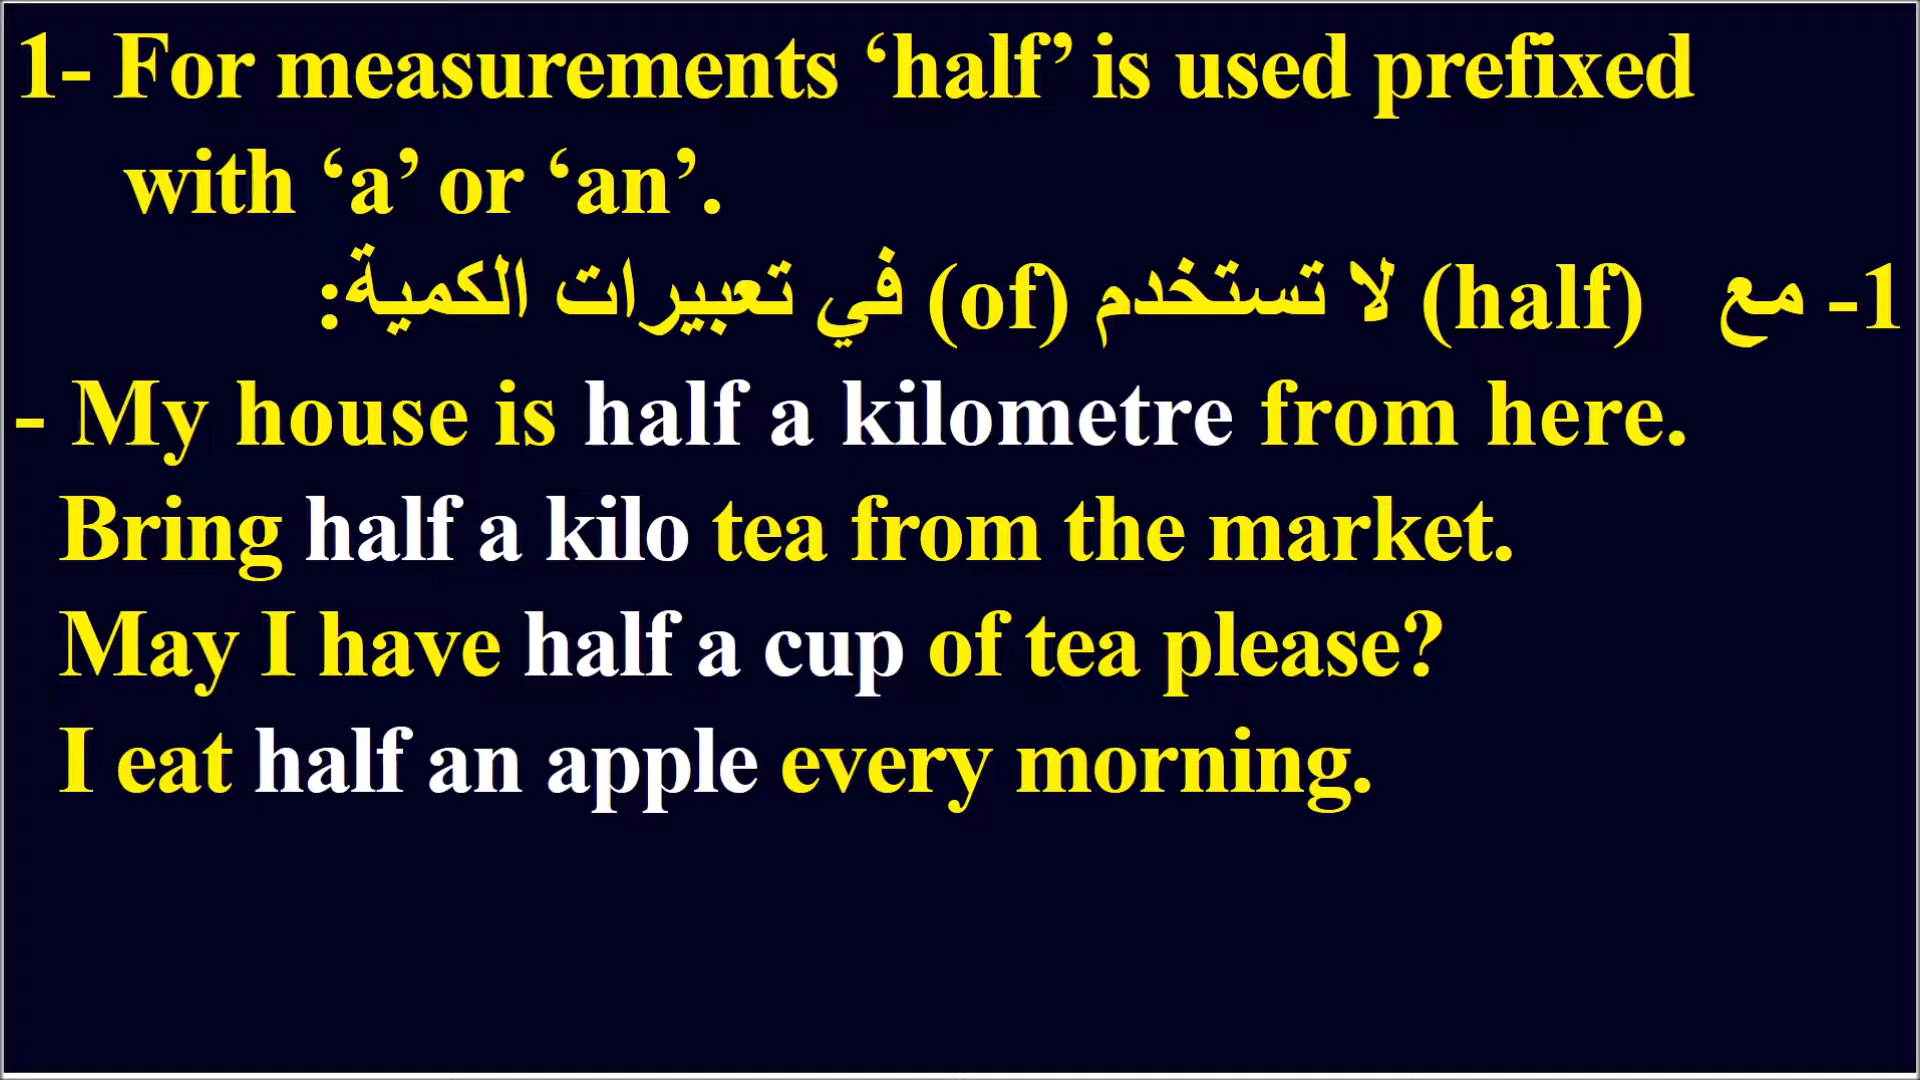 1- For measurements ‘half’ is used prefixed
with ‘a’ or ‘an’.
1- مع (half) لا تستخدم (of) في تعبيرات الكمية:
- My house is half a kilometre from here.
Bring half a kilo tea from the market.
May I have half a cup of tea please?
I eat half an apple every morning.